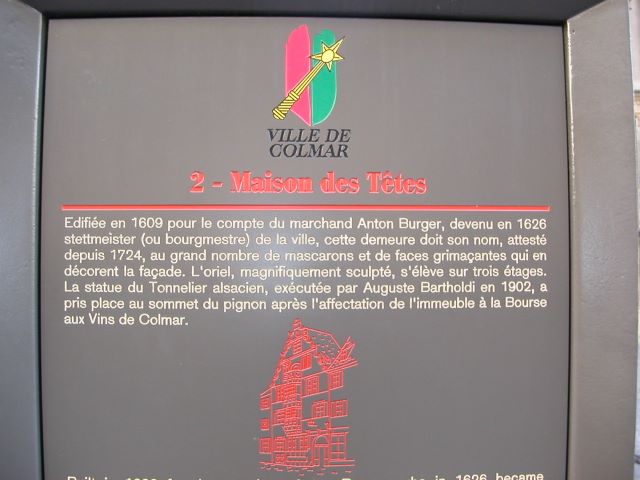 VILLE DE
COLMAR
2 - Maison des Têtes
Edifiée en 1609 pour le compte du marchand Anton Burger, devenu en 1626
stettmeister (ou bourgmestre) de la ville, cette demeure doit son nom, attesté
depuis 1724, au grand nombre de mascarons et de faces grimaçantes qui en
décorent la façade. L'oriel, magnifiquement sculpté, s'élève sur trois étages.
La statue du Tonnelier alsacien, exécutée par Auguste Bartholdi en 1902, a
pris place au sommet du pignon après l'affectation de l'immeuble à la Bourse
aux Vins de Colmar.
in 1626 became